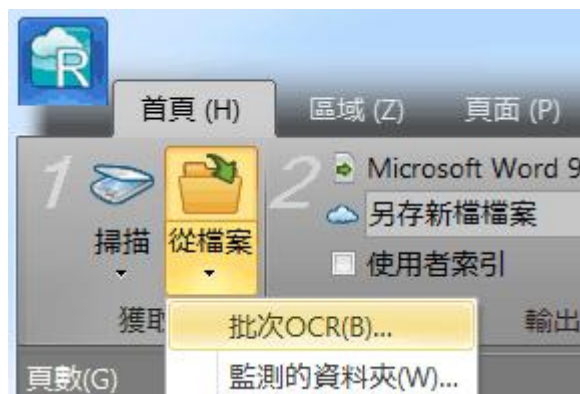 R
首頁 (H) 區域 (Z) 頁面 (P)
1 掃描 從檔案
2 Microsoft Word 9
另存新檔檔案
使用者索引
輸出
批次OCR(B)...
頁數(G)
監測的資料夾(W)...